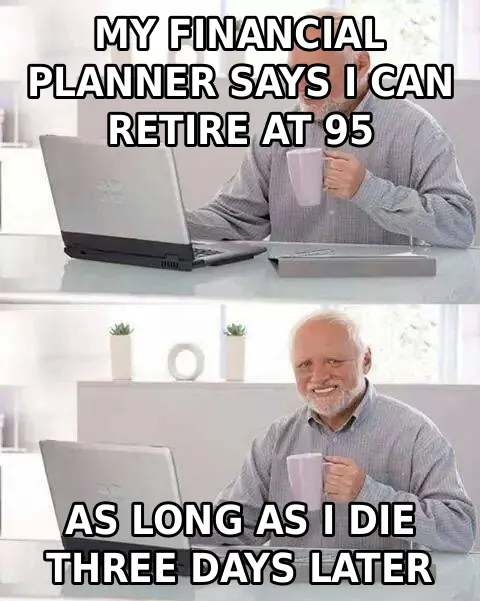 MY FINANCIAL
PLANNER SAYS I CAN
RETIRE AT 95
AS LONG AS I DIE
THREE DAYS LATER